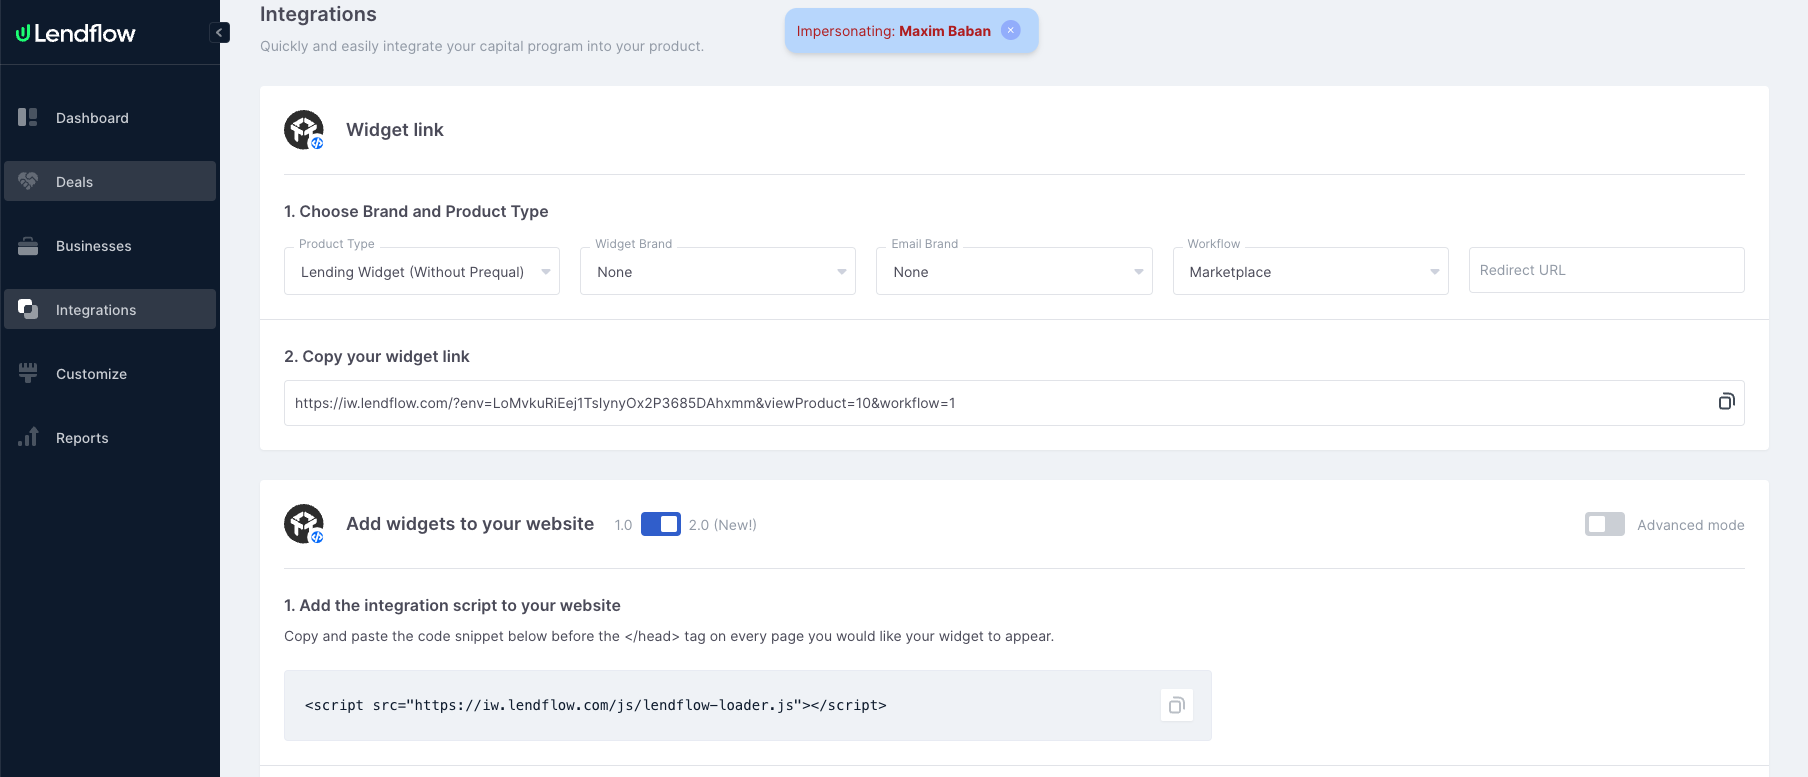 Lendflow
Dashboard
Deals
Businesses
Integrations
Customize
Reports
Integrations
Quickly and easily integrate your capital program into your product.
Impersonating: Maxim Baban
Widget link
1. Choose Brand and Product Type
Product Type
Lending Widget (Without Prequal)
Widget Brand
None
Email Brand
None
Workflow
Marketplace
Redirect URL
2. Copy your widget link
https://iw.lendflow.com/?env=LoMvkuRiEej1TslynyOx2P3685DAhxmm&viewProduct=10&workflow=1
Add widgets to your website
1.0
2.0 (New!)
Advanced mode
1. Add the integration script to your website
Copy and paste the code snippet below before the </head> tag on every page you would like your widget to appear.
<script src="https://iw.lendflow.com/js/lendflow-loader.js"></script>